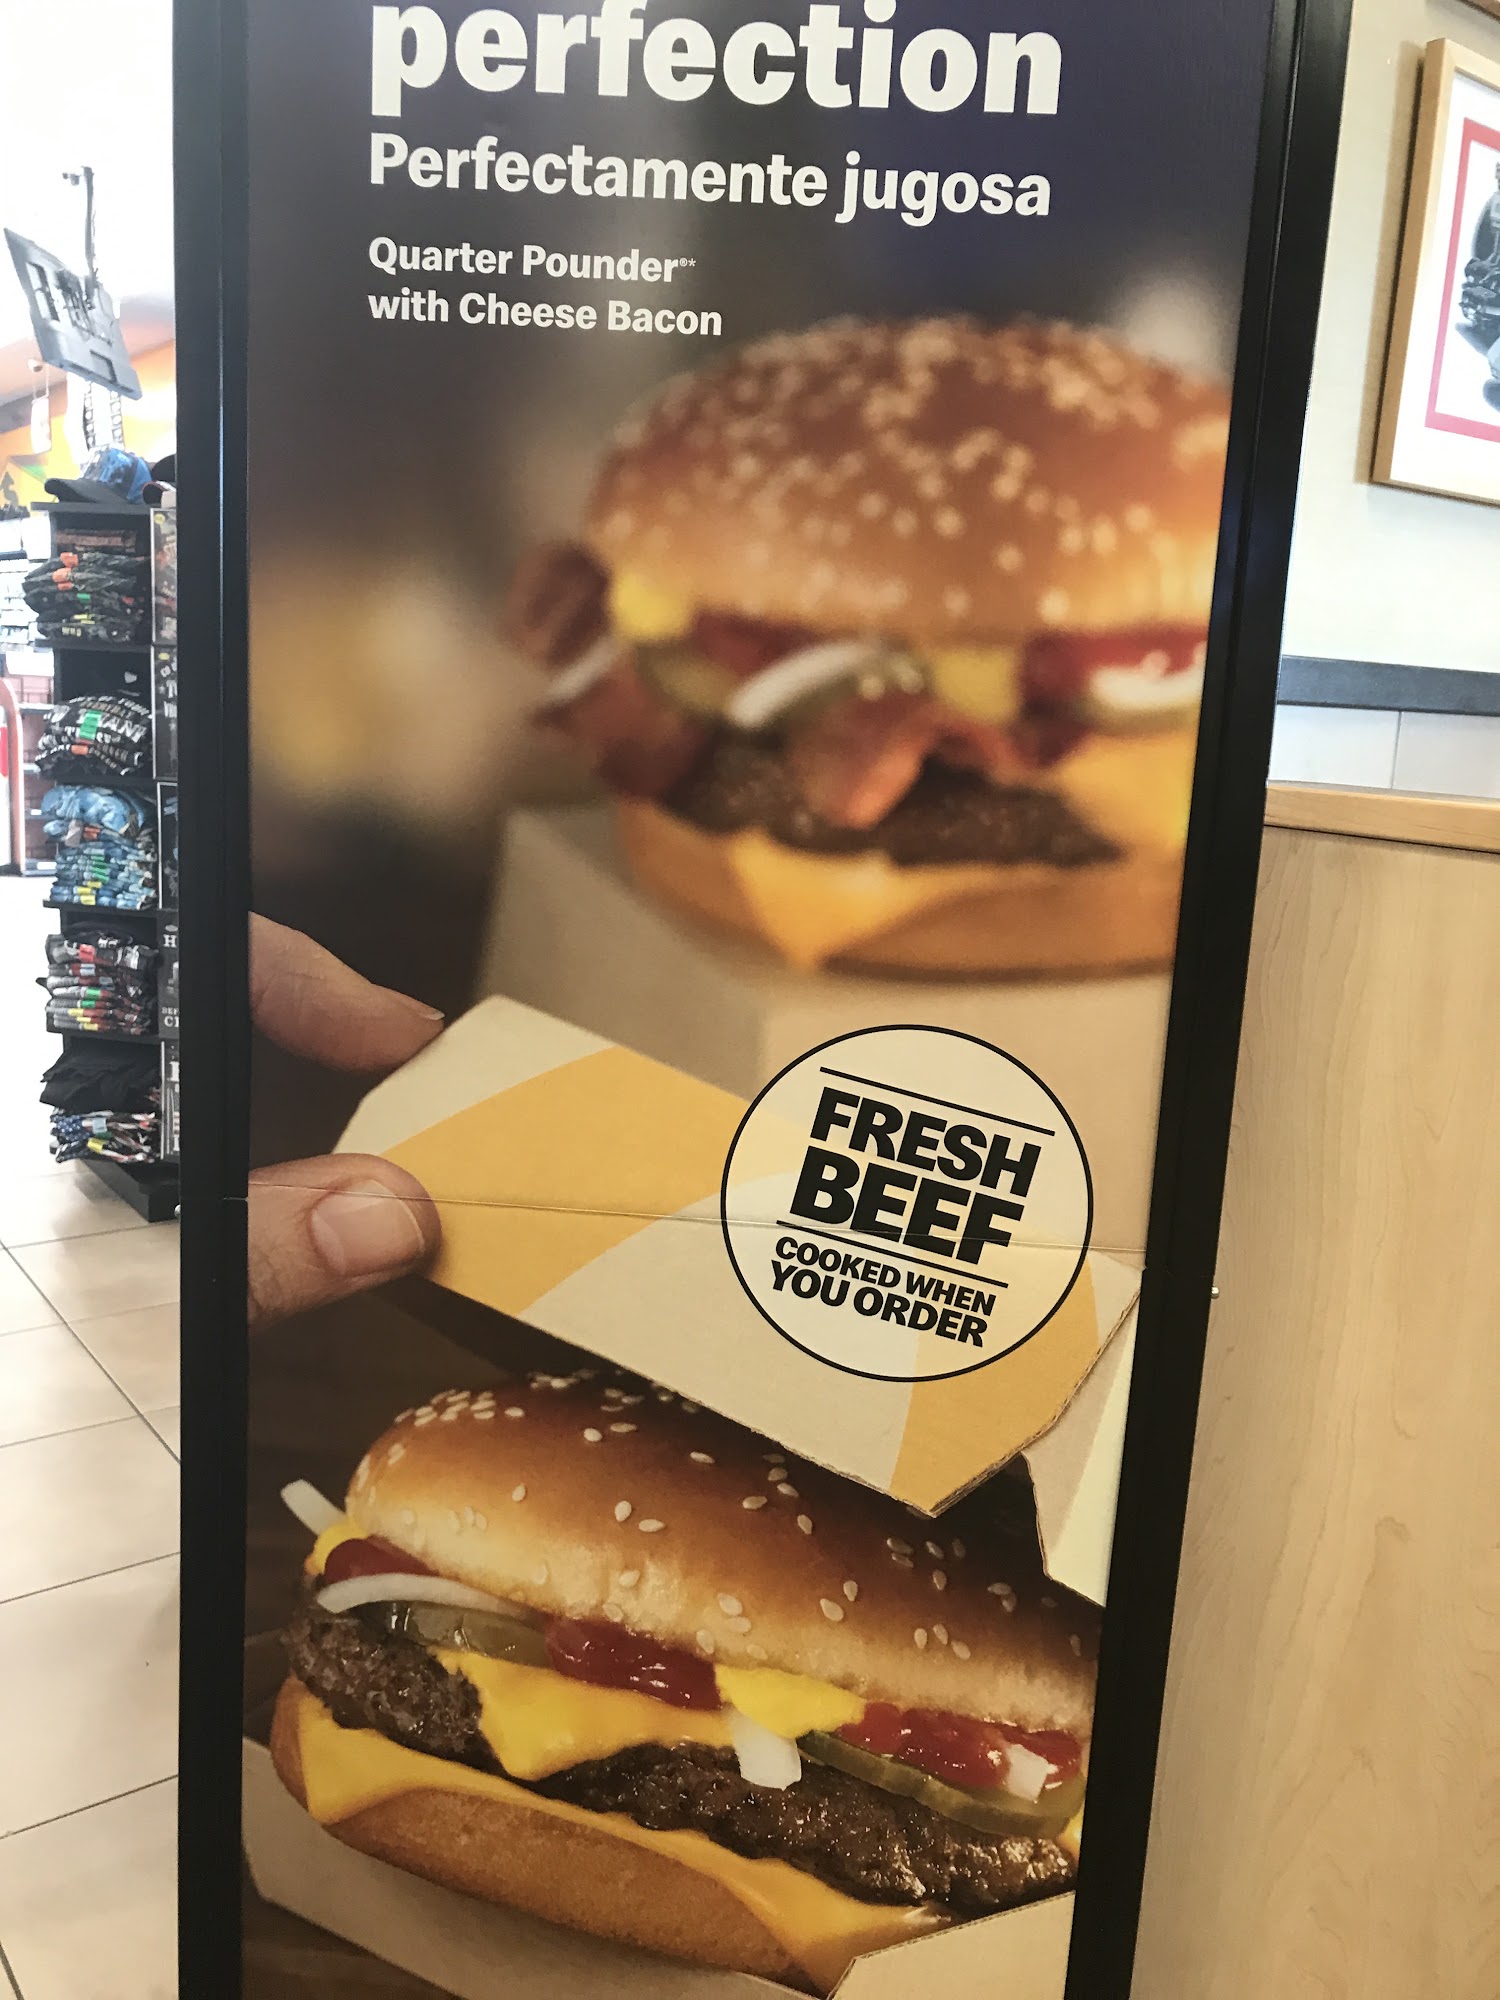 perfection
Perfectamente jugosa
Quarter Pounder®*
with Cheese Bacon
FRESH
BEEF
COOKED WHEN
YOU ORDER